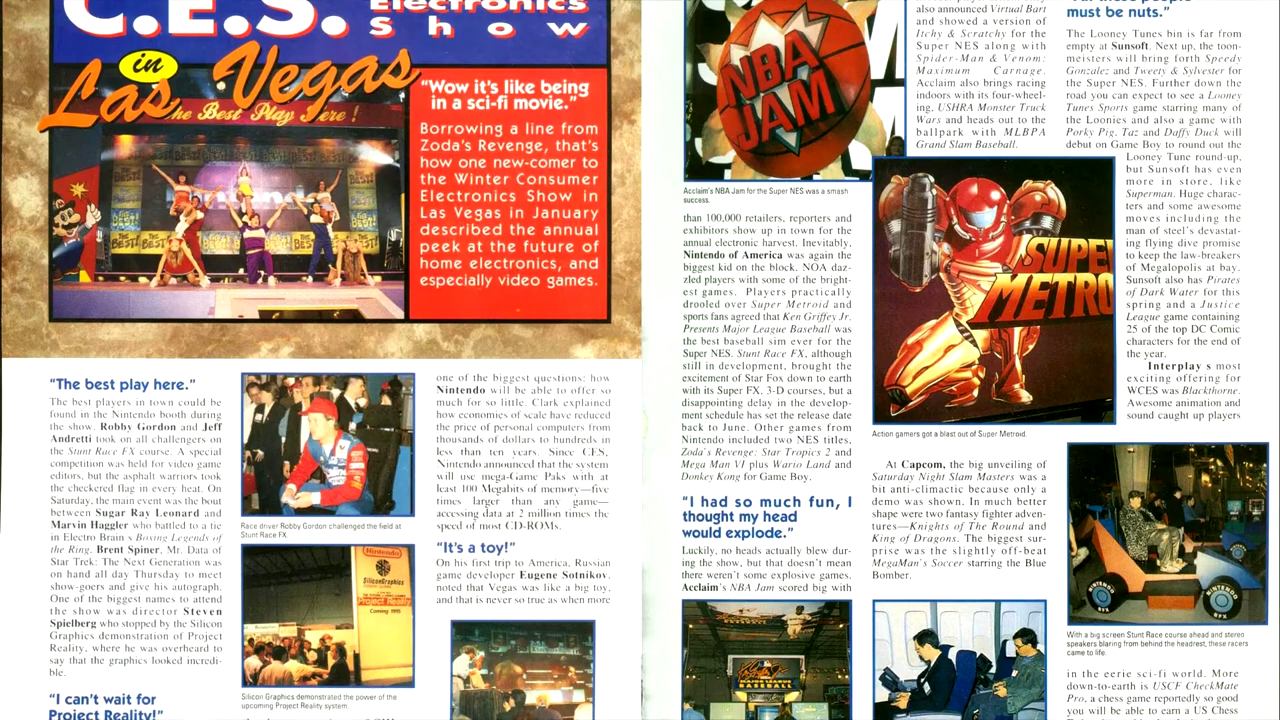 C.E.S. Electronics
Show
in
Las Vegas
The Best Play Here!
"Wow it's like being
in a sci-fi movie."
Borrowing a line from
Zoda's Revenge, that's
how one new-comer to
the Winter Consumer
Electronics Show in
Las Vegas in January
described the annual
peek at the future of
home electronics, and
especially video games.
"The best play here."
The best players in town could be
found in the Nintendo booth during
the show. Robby Gordon and Jeff
Andretti took on all challengers on
the Stunt Race FX course. A special
competition was held for video game
editors, but the asphalt warriors took
the checkered flag in every heat. On
Saturday, the main event was the bout
between Sugar Ray Leonard and
Marvin Haggler who battled to a tie
in Electro Brain s Boxing Legends of
the Ring. Brent Spiner, Mr. Data of
Star Trek: The Next Generation was
on hand all day Thursday to meet
show-goers and give his autograph.
One of the biggest names to attend
the show was director Steven
Spielberg who stopped by the Silicon
Graphics demonstration of Project
Reality, where he was overheard to
say that the graphics looked incredi-
ble.
"I can't wait for
Project Reality!"
Race driver Robby Gordon challenged the field at
Stunt Race FX.
Nintendo
SiliconGraphics
Project Reality
Coming 1995
Silicon Graphics demonstrated the power of the
upcoming Project Reality system.
one of the biggest questions: how
Nintendo will be able to offer so
much for so little. Clark explained
how economies of scale have reduced
the price of personal computers from
thousands of dollars to hundreds in
less than ten years. Since CES,
Nintendo announced that the system
will use mega-Game Paks with at
least 100 Megabits of memory—five
times larger than any game—
accessing data at 2 million times the
speed of most CD-ROMs.
"It's a toy!"
On his first trip to America, Russian
game developer Eugene Sotnikov,
noted that Vegas was like a big toy,
and that is never so true as when more
NBA
JAM
Acclaim's NBA Jam for the Super NES was a smash
success.
than 100,000 retailers, reporters and
exhibitors show up in town for the
annual electronic harvest. Inevitably,
Nintendo of America was again the
biggest kid on the block. NOA daz-
zled players with some of the bright-
est games. Players practically
drooled over Super Metroid and
sports fans agreed that Ken Griffey Jr.
Presents Major League Baseball was
the best baseball sim ever for the
Super NES. Stunt Race FX, although
still in development, brought the
excitement of Star Fox down to earth
with its Super FX, 3-D courses, but a
disappointing delay in the develop-
ment schedule has set the release date
back to June. Other games from
Nintendo included two NES titles,
Zoda's Revenge: Star Tropics 2 and
Mega Man VI plus Wario Land and
Donkey Kong for Game Boy.
"I had so much fun, I
thought my head
would explode."
Luckily, no heads actually blew dur-
ing the show, but that doesn't mean
there weren't some explosive games.
Acclaim's NBA Jam scored big with
MAJOR LEAGUE
BASEBALL
also announced Virtual Bart
and showed a version of
Itchy & Scratchy for the
Super NES along with
Spider-Man & Venom:
Maximum Carnage.
Acclaim also brings racing
indoors with its four-wheel-
ing, USHRA Monster Truck
Wars and heads out to the
ballpark with MLBPA
Grand Slam Baseball.
SUPER
METRO
Action gamers got a blast out of Super Metroid.
At Capcom, the big unveiling of
Saturday Night Slam Masters was a
bit anti-climactic because only a
demo was shown. In much better
shape were two fantasy fighter adven-
tures—Knights of The Round and
King of Dragons. The biggest sur-
prise was the slightly off-beat
MegaMan's Soccer starring the Blue
Bomber.
must be nuts."
The Looney Tunes bin is far from
empty at Sunsoft. Next up, the toon-
meisters will bring forth Speedy
Gonzalez and Tweety & Sylvester for
the Super NES. Further down the
road you can expect to see a Looney
Tunes Sports game starring many of
the Loonies and also a game with
Porky Pig. Taz and Daffy Duck will
debut on Game Boy to round out the
Looney Tune round-up,
but Sunsoft has even
more in store, like
Superman. Huge charac-
ters and some awesome
moves including the
man of steel's devastat-
ing flying dive promise
to keep the law-breakers
of Megalopolis at bay.
Sunsoft also has Pirates
of Dark Water for this
spring and a Justice
League game containing
25 of the top DC Comic
characters for the end of
the year.
Interplay s most
exciting offering for
WCES was Blackthorne.
Awesome animation and
sound caught up players
With a big screen Stunt Race course ahead and stereo
speakers blaring from behind the headrest, these racers
came to life.
in the eerie sci-fi world. More
down-to-earth is USCF CheckMate
Pro, a chess game reportedly so good
you will be able to earn a US Chess